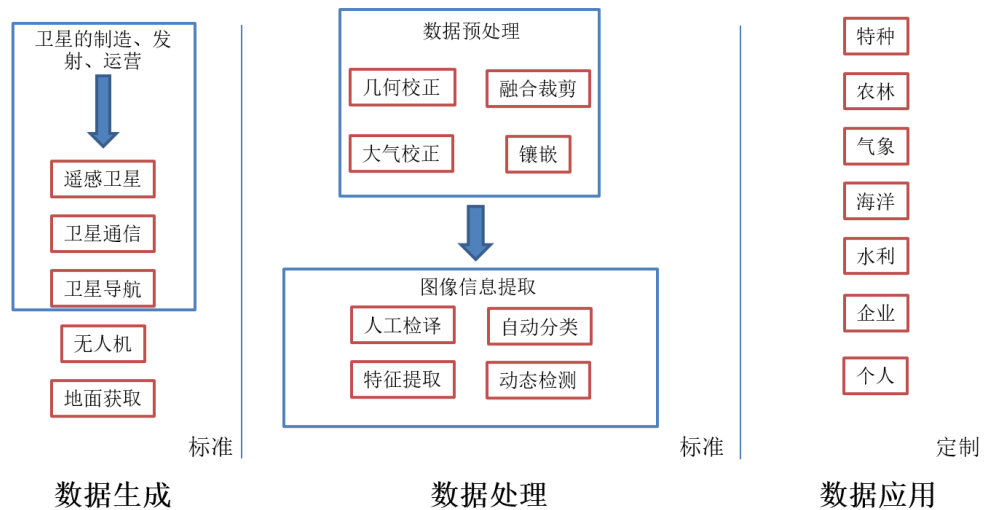 卫星的制造、发
射、运营
遥感卫星
卫星通信
卫星导航
无人机
地面获取
标准
数据生成
数据预处理
几何校正
融合裁剪
大气校正
镶嵌
图像信息提取
人工检译
自动分类
特征提取
动态检测
标准
数据处理
特种
农林
气象
海洋
水利
企业
个人
定制
数据应用